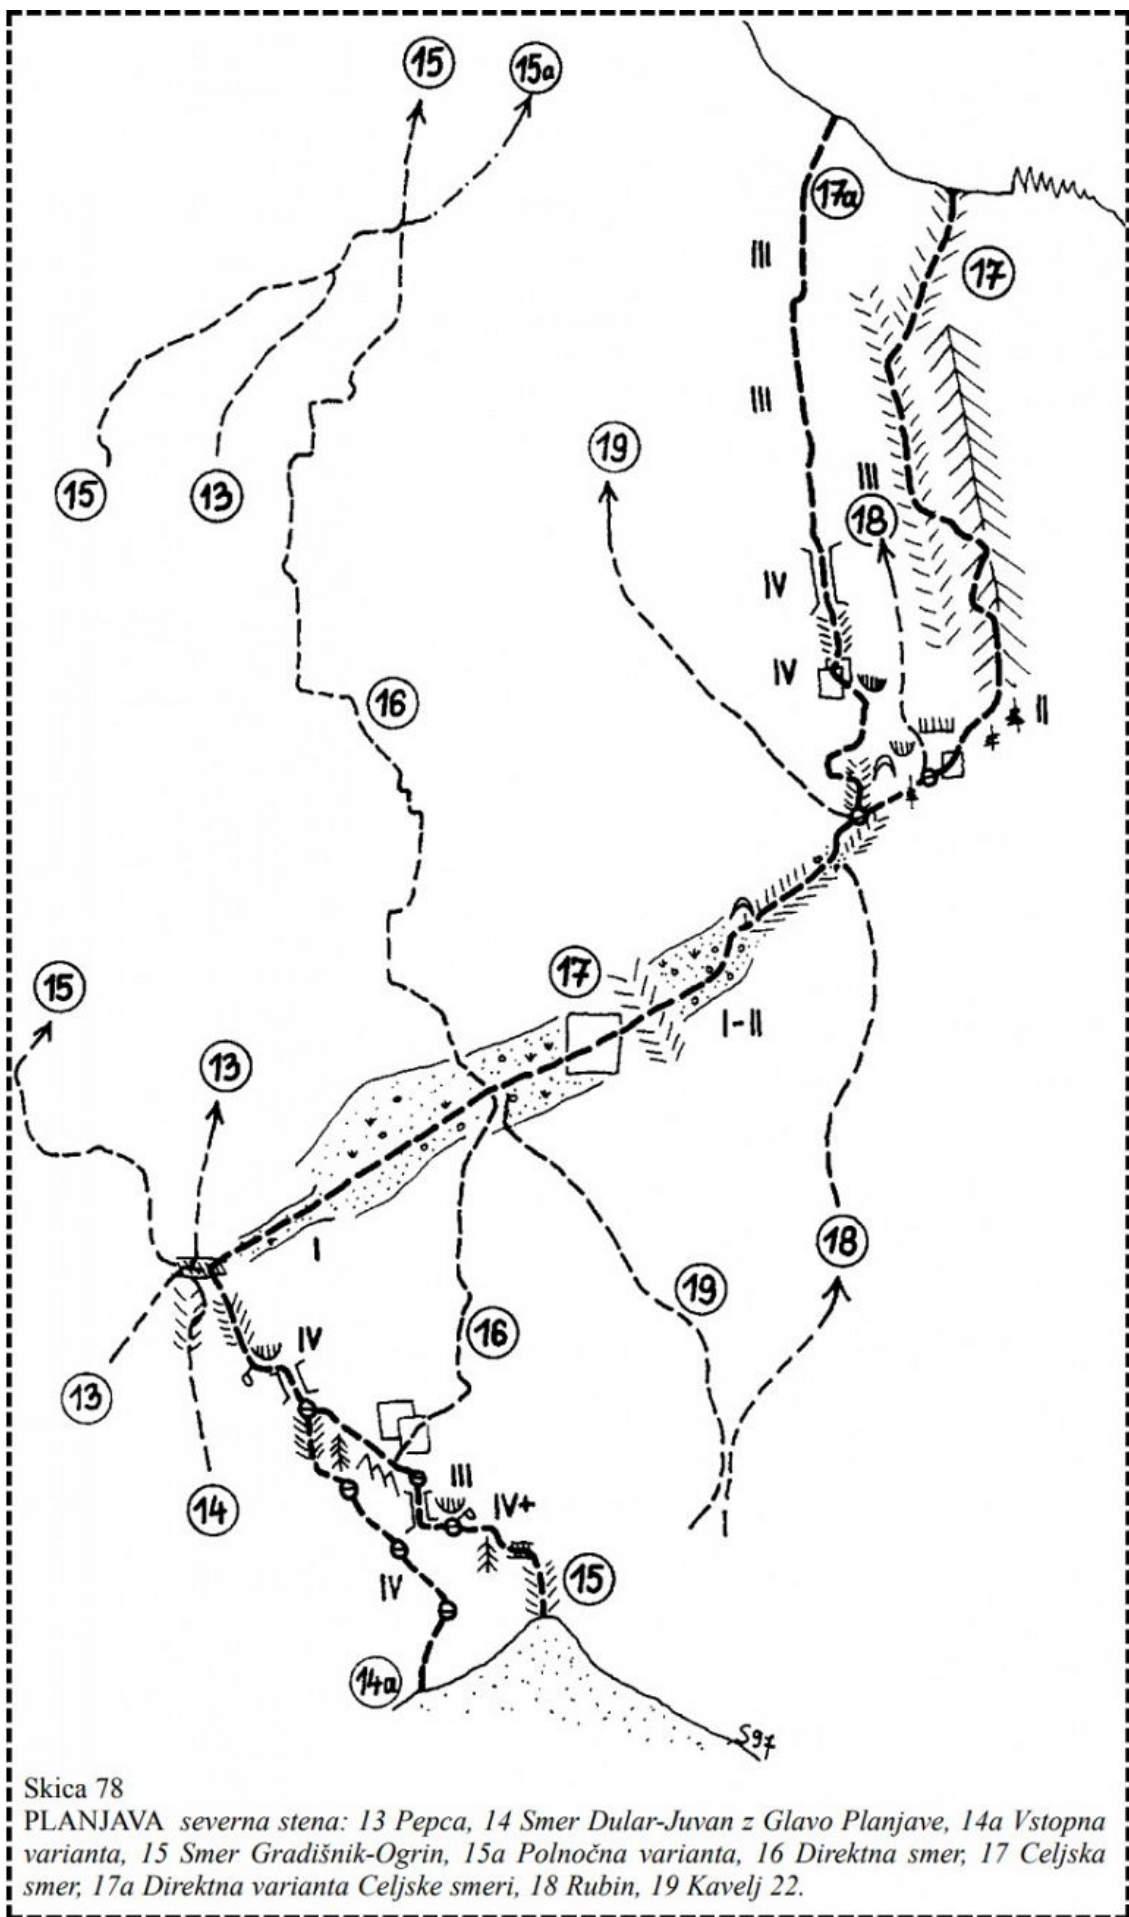 15
15a
17a
III
17
III
19
III
18
15
13
IV
IV
16
II
17
15
I-II
13
I
18
19
16
IV
13
III
14
IV+
15
IV
14a
S97
Skica 78
PLANJAVA severna stena: 13 Pepca, 14 Smer Dular-Juvan z Glavo Planjave, 14a Vstopna
varianta, 15 Smer Gradišnik-Ogrin, 15a Polnočna varianta, 16 Direktna smer, 17 Celjska
smer, 17a Direktna varianta Celjske smeri, 18 Rubin, 19 Kavelj 22.